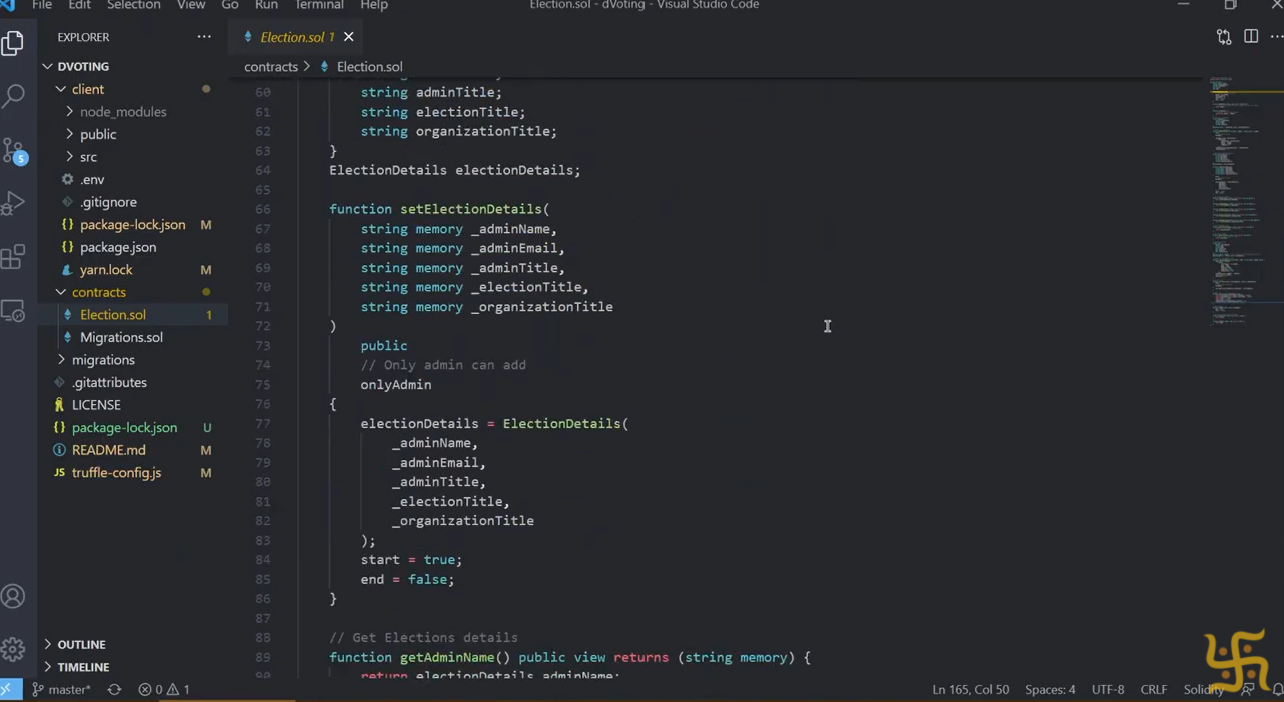 File Edit Selection View Go Run Terminal Help
Election.sol - dVoting - Visual Studio Code
EXPLORER
Election.sol 1
DVOTING
contracts > Election.sol
client
node_modules
public
src
.env
.gitignore
package-lock.json M
package.json
yarn.lock M
contracts
Election.sol 1
Migrations.sol
migrations
.gitattributes
LICENSE
package-lock.json U
README.md M
truffle-config.js M
OUTLINE
TIMELINE
5
60 string adminTitle;
61 string electionTitle;
62 string organizationTitle;
63 }
64 ElectionDetails electionDetails;
65
66 function setElectionDetails(
67 string memory _adminName,
68 string memory _adminEmail,
69 string memory _adminTitle,
70 string memory _electionTitle,
71 string memory _organizationTitle
72 )
73 public
74 // Only admin can add
75 onlyAdmin
76 {
77 electionDetails = ElectionDetails(
78 _adminName,
79 _adminEmail,
80 _adminTitle,
81 _electionTitle,
82 _organizationTitle
83 );
84 start = true;
85 end = false;
86 }
87
88 // Get Elections details
89 function getAdminName() public view returns (string memory) {
90 return electionDetails.adminName;
master* 0 1 Ln 165, Col 50 Spaces: 4 UTF-8 CRLF Solidity